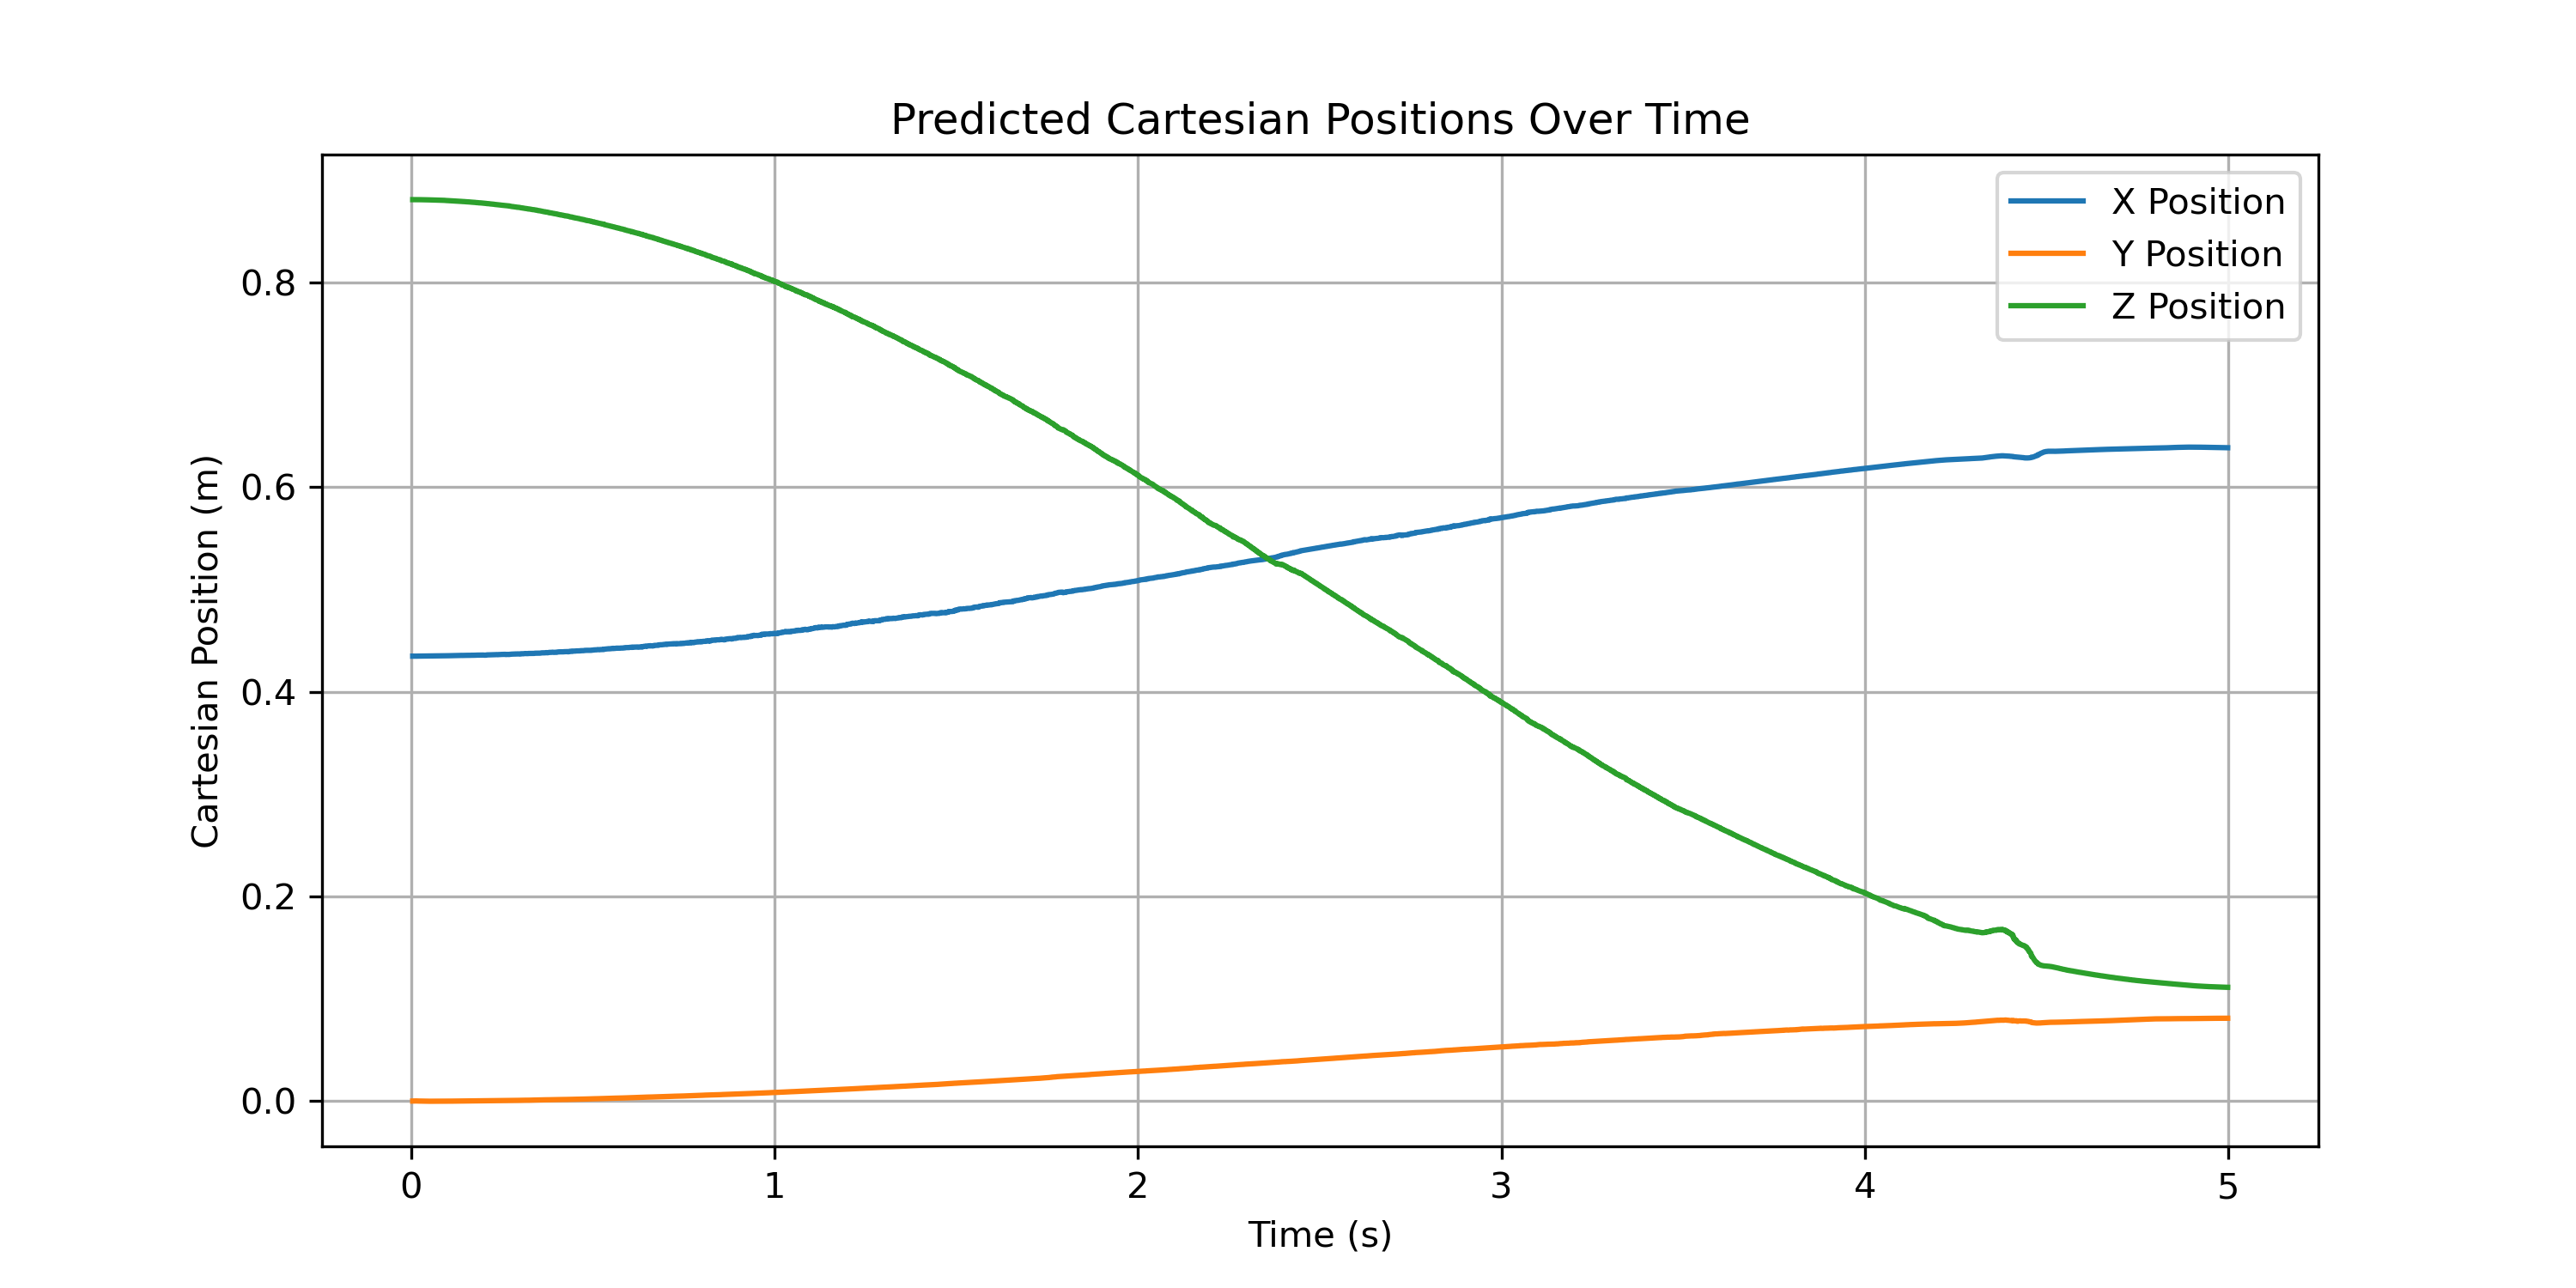 Predicted Cartesian Positions Over Time
X Position
Y Position
Z Position
Cartesian Position (m)
0.8
0.6
0.4
0.2
0.0
0 1 2 3 4 5
Time (s)